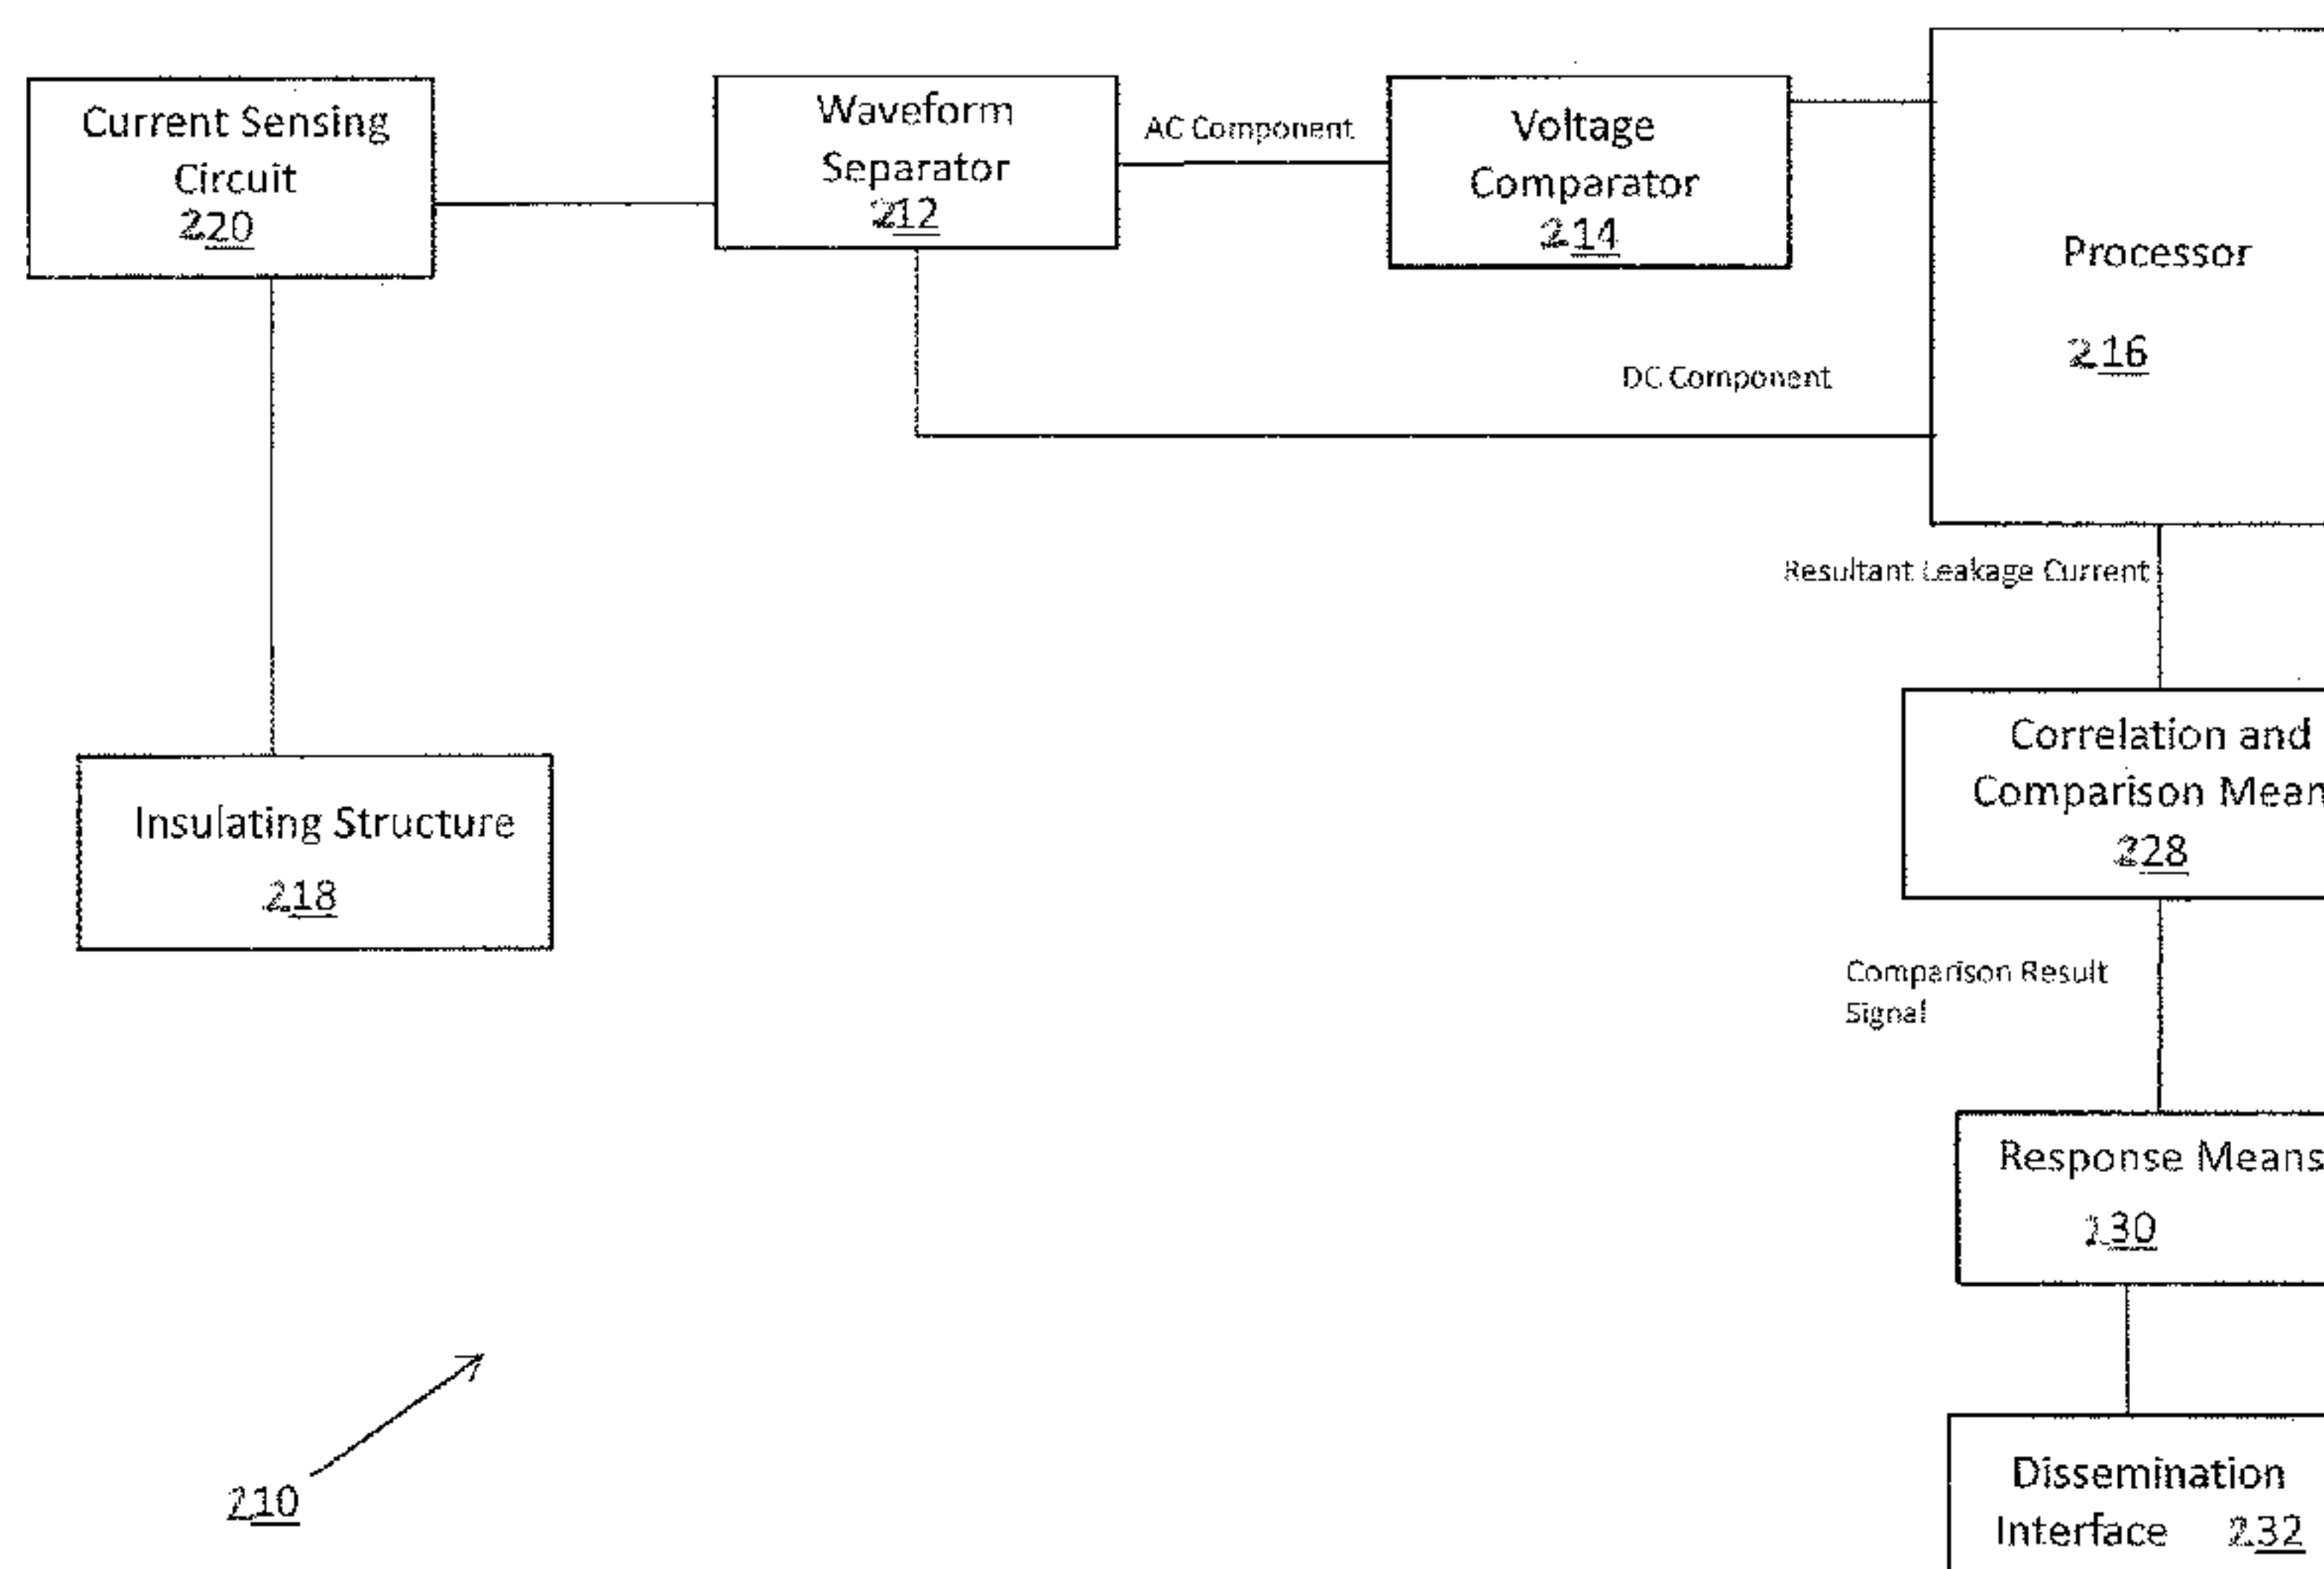 Current Sensing
Circuit
220
Waveform
Separator
212
AC Component
Voltage
Comparator
214
Processor
216
DC Component
Resultant Leakage Current
Insulating Structure
218
Correlation and
Comparison Mean
228
Comparison Result
Signal
Response Means
230
210
Dissemination
Interface 232